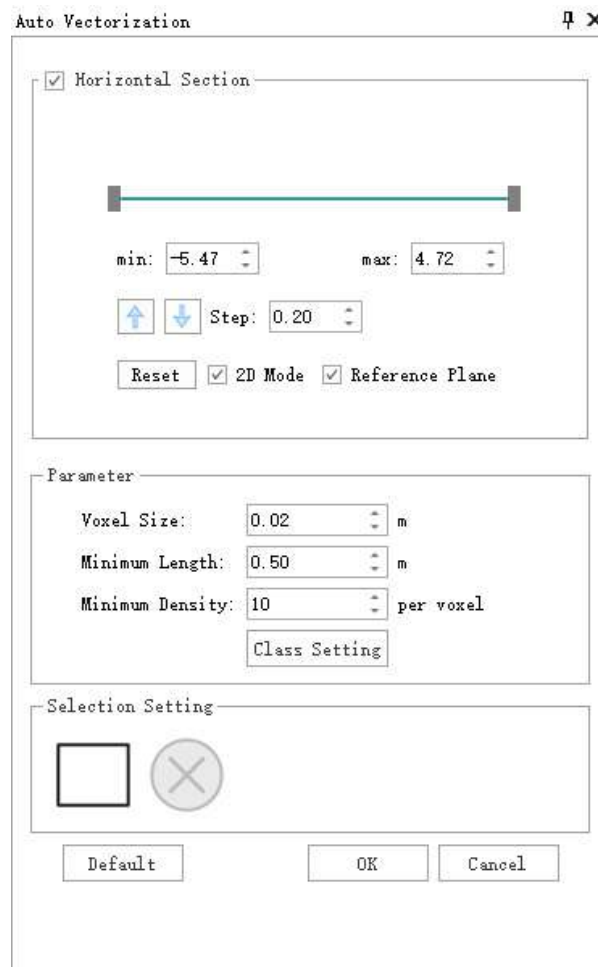 Auto Vectorization
Horizontal Section
min: -5.47 max: 4.72
Step: 0.20
Reset 2D Mode Reference Plane
Parameter
Voxel Size: 0.02 m
Minimum Length: 0.50 m
Minimum Density: 10 per voxel
Class Setting
Selection Setting
Default OK Cancel